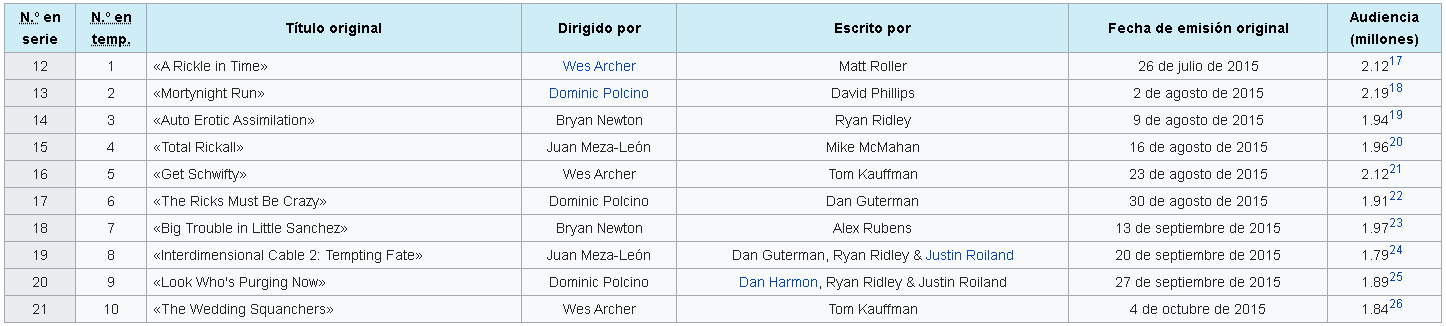 N.º en serie N.º en temp. Título original Dirigido por Escrito por Fecha de emisión original Audiencia (millones)
12 1 «A Rickle in Time» Wes Archer Matt Roller 26 de julio de 2015 2.12 17
13 2 «Mortynight Run» Dominic Polcino David Phillips 2 de agosto de 2015 2.19 18
14 3 «Auto Erotic Assimilation» Bryan Newton Ryan Ridley 9 de agosto de 2015 1.94 19
15 4 «Total Rickall» Juan Meza-León Mike McMahan 16 de agosto de 2015 1.96 20
16 5 «Get Schwifty» Wes Archer Tom Kauffman 23 de agosto de 2015 2.12 21
17 6 «The Ricks Must Be Crazy» Dominic Polcino Dan Guterman 30 de agosto de 2015 1.91 22
18 7 «Big Trouble in Little Sanchez» Bryan Newton Alex Rubens 13 de septiembre de 2015 1.97 23
19 8 «Interdimensional Cable 2: Tempting Fate» Juan Meza-León Dan Guterman, Ryan Ridley & Justin Roiland 20 de septiembre de 2015 1.79 24
20 9 «Look Who's Purging Now» Dominic Polcino Dan Harmon, Ryan Ridley & Justin Roiland 27 de septiembre de 2015 1.89 25
21 10 «The Wedding Squanchers» Wes Archer Tom Kauffman 4 de octubre de 2015 1.84 26